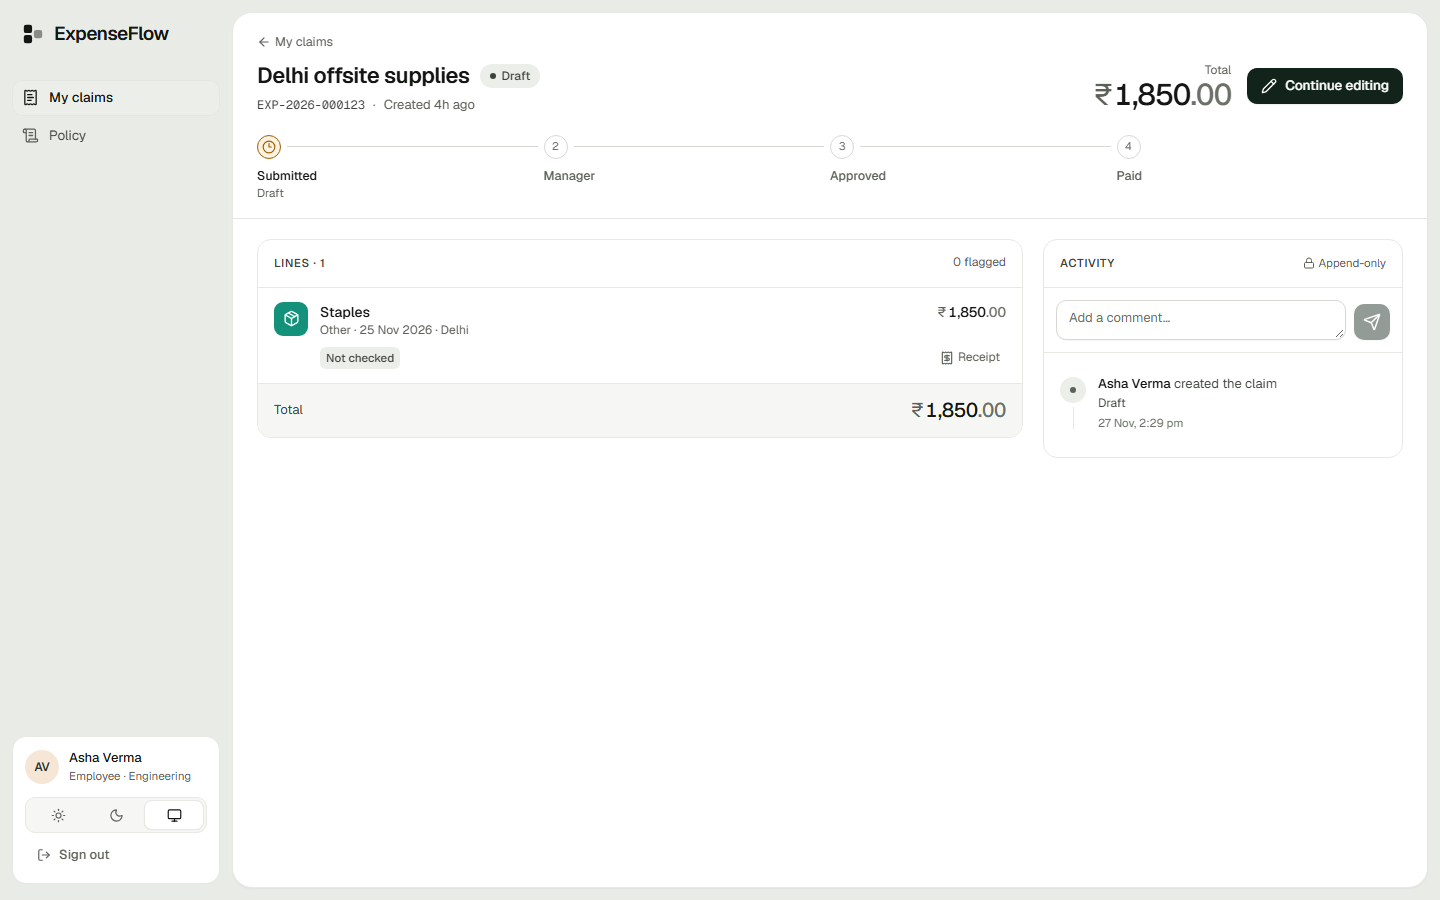 ExpenseFlow
My claims
Policy
My claims
Delhi offsite supplies
Draft
EXP-2026-000123 · Created 4h ago
Total
₹1,850.00
Continue editing
Submitted
Draft
2
Manager
3
Approved
4
Paid
LINES · 1
0 flagged
Staples
₹1,850.00
Other · 25 Nov 2026 · Delhi
Not checked
Receipt
Total
₹1,850.00
ACTIVITY
Append-only
Add a comment…
Asha Verma created the claim
Draft
27 Nov, 2:29 pm
AV
Asha Verma
Employee · Engineering
Sign out